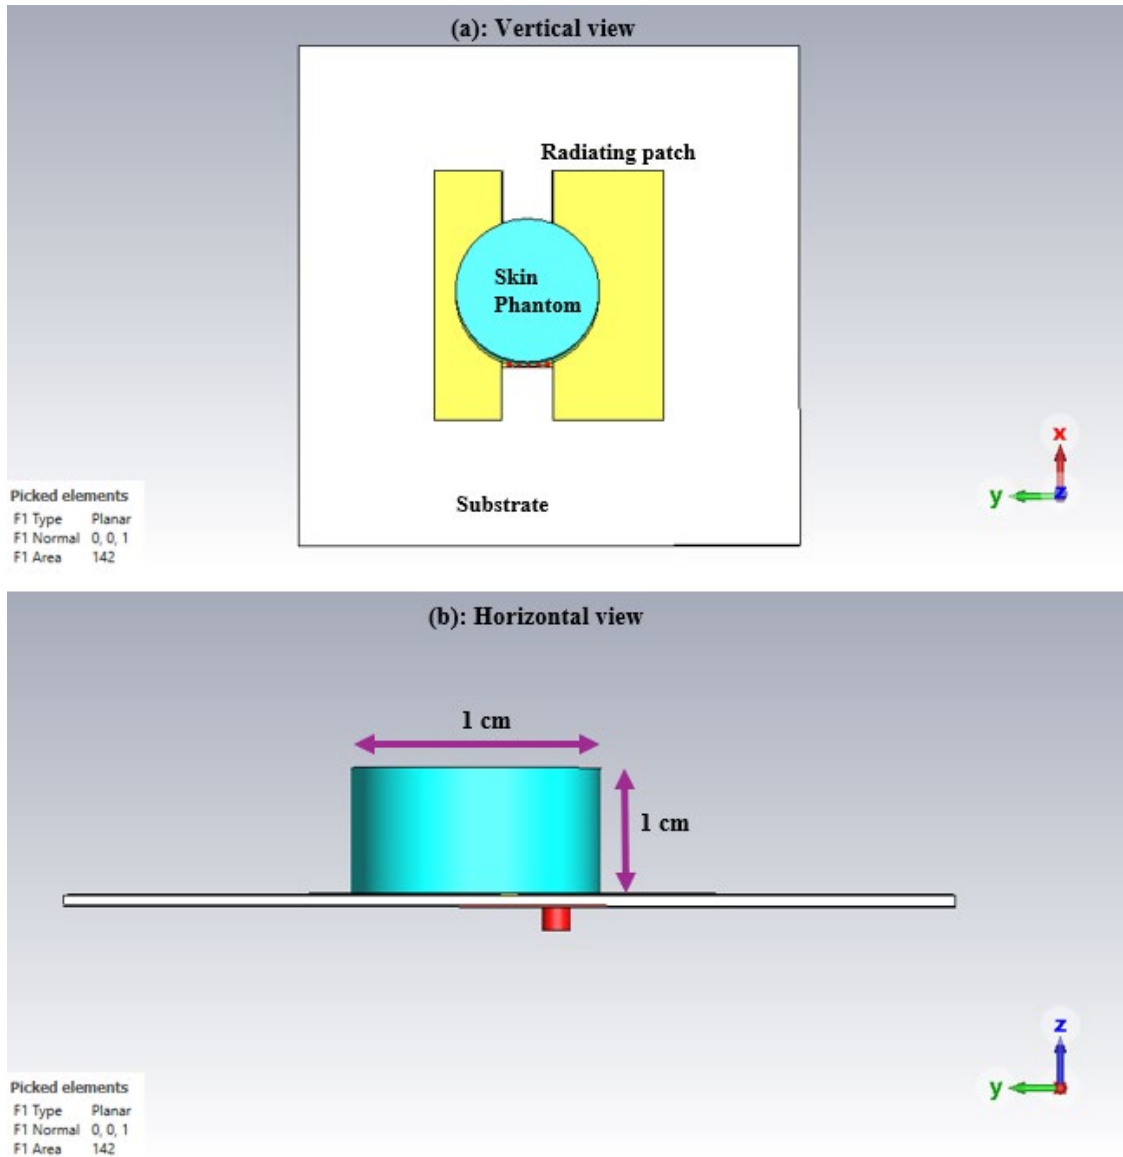 (a): Vertical view
Radiating patch
Skin
Phantom
x
y
z
Substrate
Picked elements
F1 Type Planar
F1 Normal 0, 0, 1
F1 Area 142
(b): Horizontal view
1 cm
1 cm
z
y
Picked elements
F1 Type Planar
F1 Normal 0, 0, 1
F1 Area 142